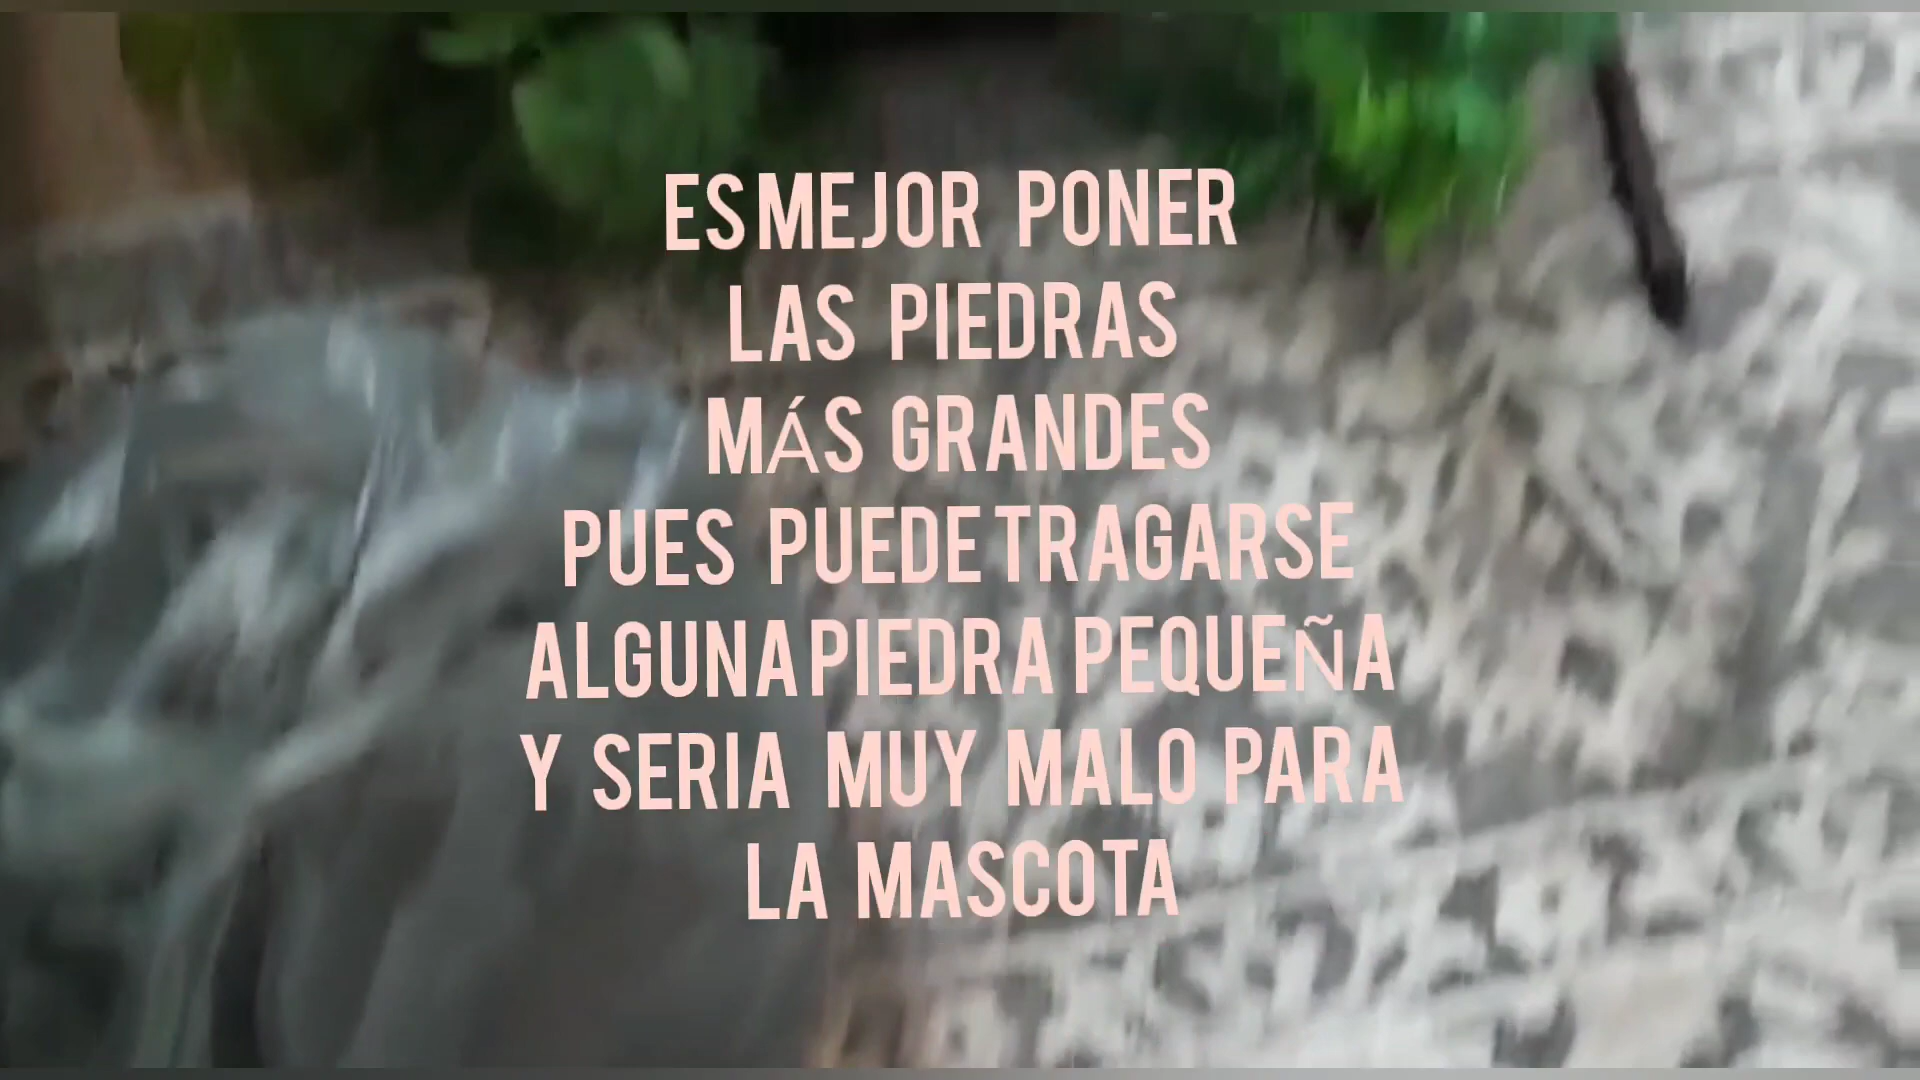 ES MEJOR PONER
LAS PIEDRAS
MÁS GRANDES
PUES PUEDE TRAGARSE
ALGUNA PIEDRA PEQUEÑA
Y SERIA MUY MALO PARA
LA MASCOTA